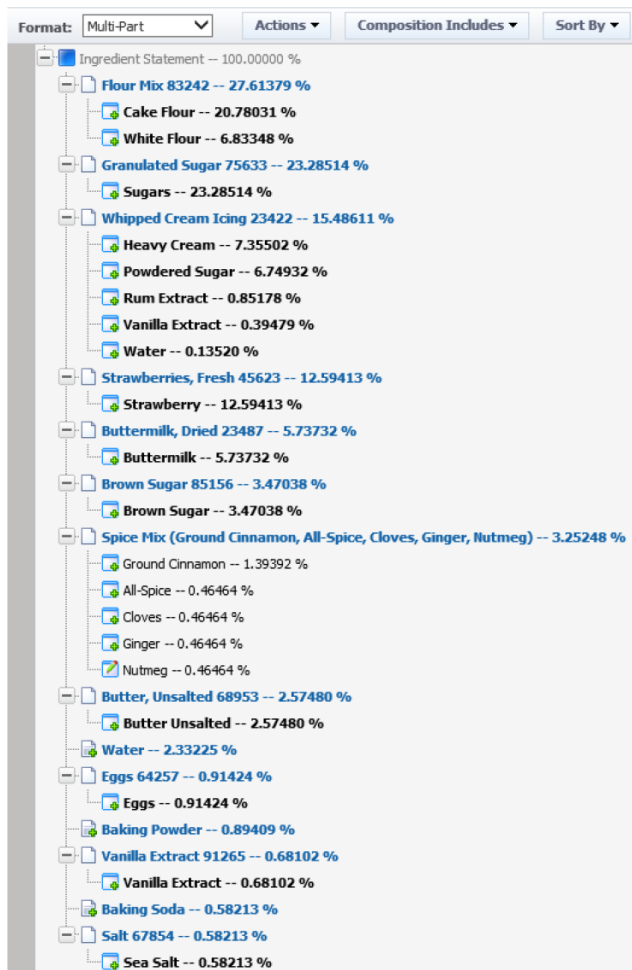 Format: Multi-Part Actions Composition Includes Sort By
Ingredient Statement -- 100.00000 %
Flour Mix 83242 -- 27.61379 %
Cake Flour -- 20.78031 %
White Flour -- 6.83348 %
Granulated Sugar 75633 -- 23.28514 %
Sugars -- 23.28514 %
Whipped Cream Icing 23422 -- 15.48611 %
Heavy Cream -- 7.35502 %
Powdered Sugar -- 6.74932 %
Rum Extract -- 0.85178 %
Vanilla Extract -- 0.39479 %
Water -- 0.13520 %
Strawberries, Fresh 45623 -- 12.59413 %
Strawberry -- 12.59413 %
Buttermilk, Dried 23487 -- 5.73732 %
Buttermilk -- 5.73732 %
Brown Sugar 85156 -- 3.47038 %
Brown Sugar -- 3.47038 %
Spice Mix (Ground Cinnamon, All-Spice, Cloves, Ginger, Nutmeg) -- 3.25248 %
Ground Cinnamon -- 1.39392 %
All-Spice -- 0.46464 %
Cloves -- 0.46464 %
Ginger -- 0.46464 %
Nutmeg -- 0.46464 %
Butter, Unsalted 68953 -- 2.57480 %
Butter Unsalted -- 2.57480 %
Water -- 2.33225 %
Eggs 64257 -- 0.91424 %
Eggs -- 0.91424 %
Baking Powder -- 0.89409 %
Vanilla Extract 91265 -- 0.68102 %
Vanilla Extract -- 0.68102 %
Baking Soda -- 0.58213 %
Salt 67854 -- 0.58213 %
Sea Salt -- 0.58213 %